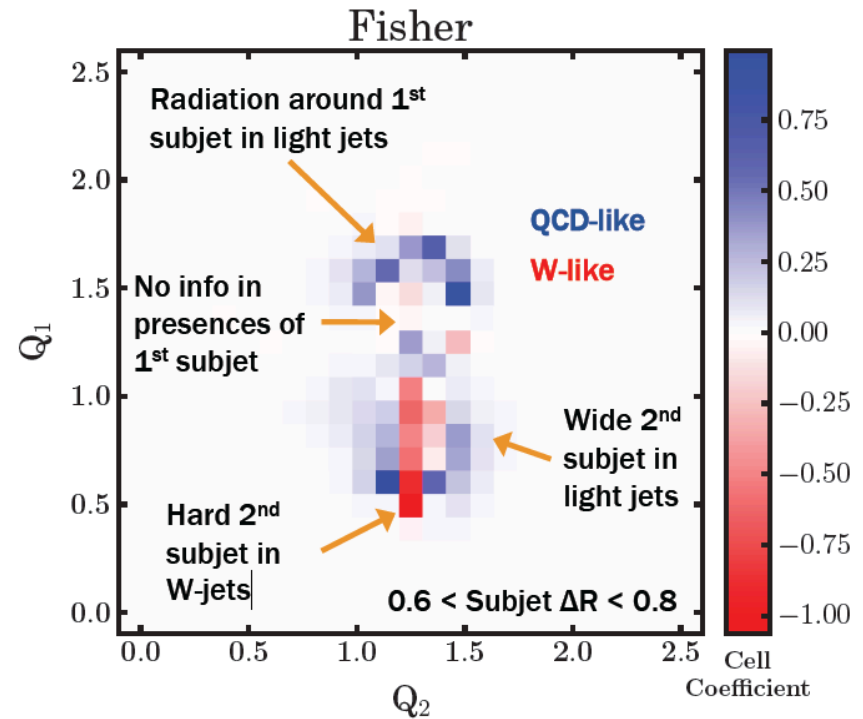 Fisher
2.5
2.0
1.5
1.0
0.5
0.0
Q₁
Radiation around 1ˢᵗ
subjet in light jets
No info in
presences of
1ˢᵗ subjet
QCD-like
W-like
Wide 2ⁿᵈ
subjet in
light jets
Hard 2ⁿᵈ
subjet in
W-jets
0.6 < Subjet ΔR < 0.8
0.0 0.5 1.0 1.5 2.0 2.5
Q₂
0.75
0.50
0.25
0.00
−0.25
−0.50
−0.75
−1.00
Cell
Coefficient